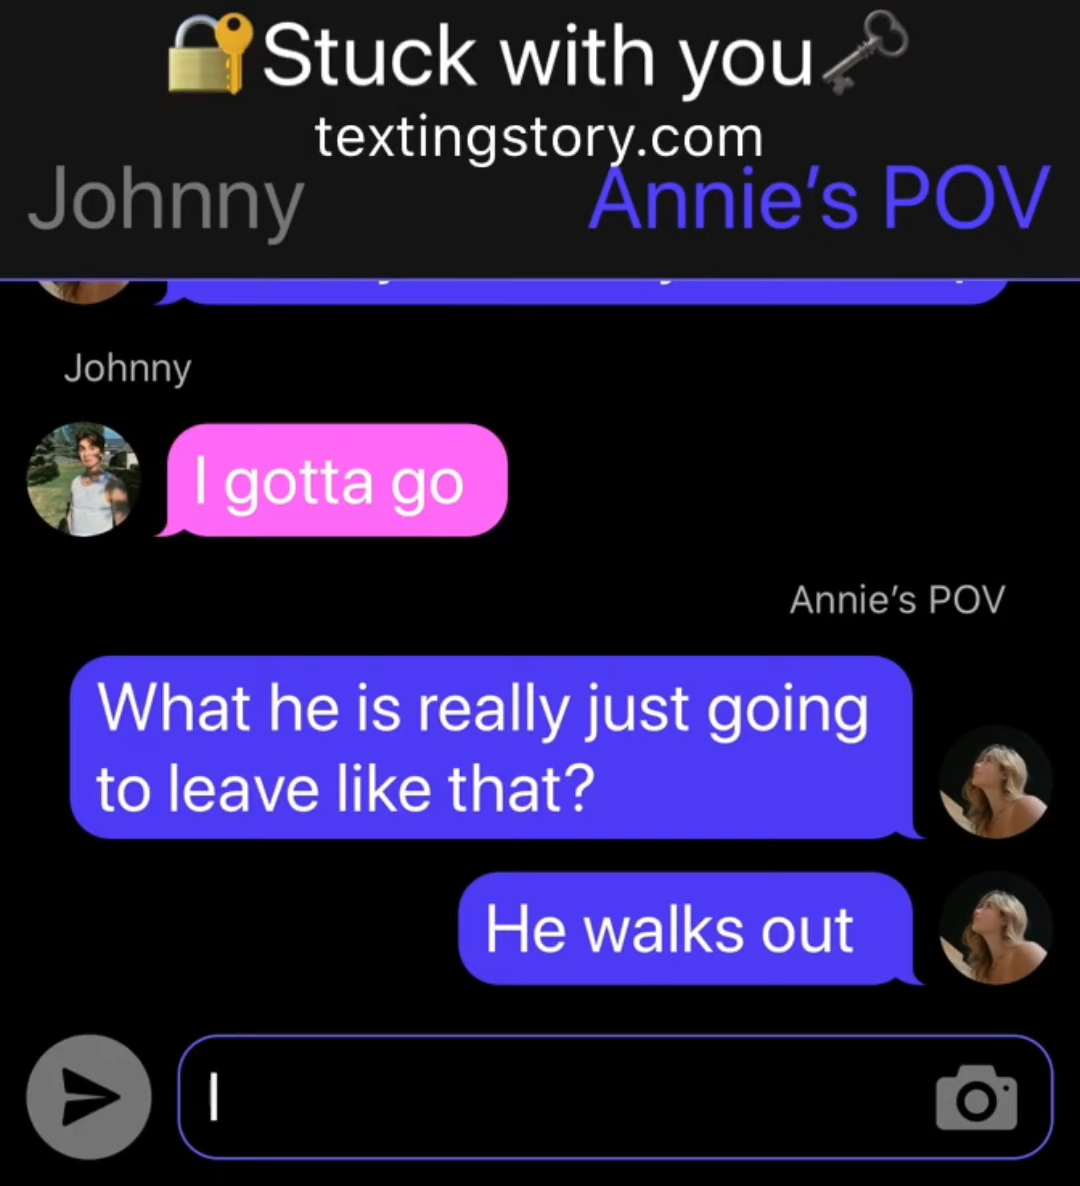 🔐Stuck with you🗝
textingstory.com
Johnny
Annie’s POV
Johnny
I gotta go
Annie’s POV
What he is really just going
to leave like that?
He walks out